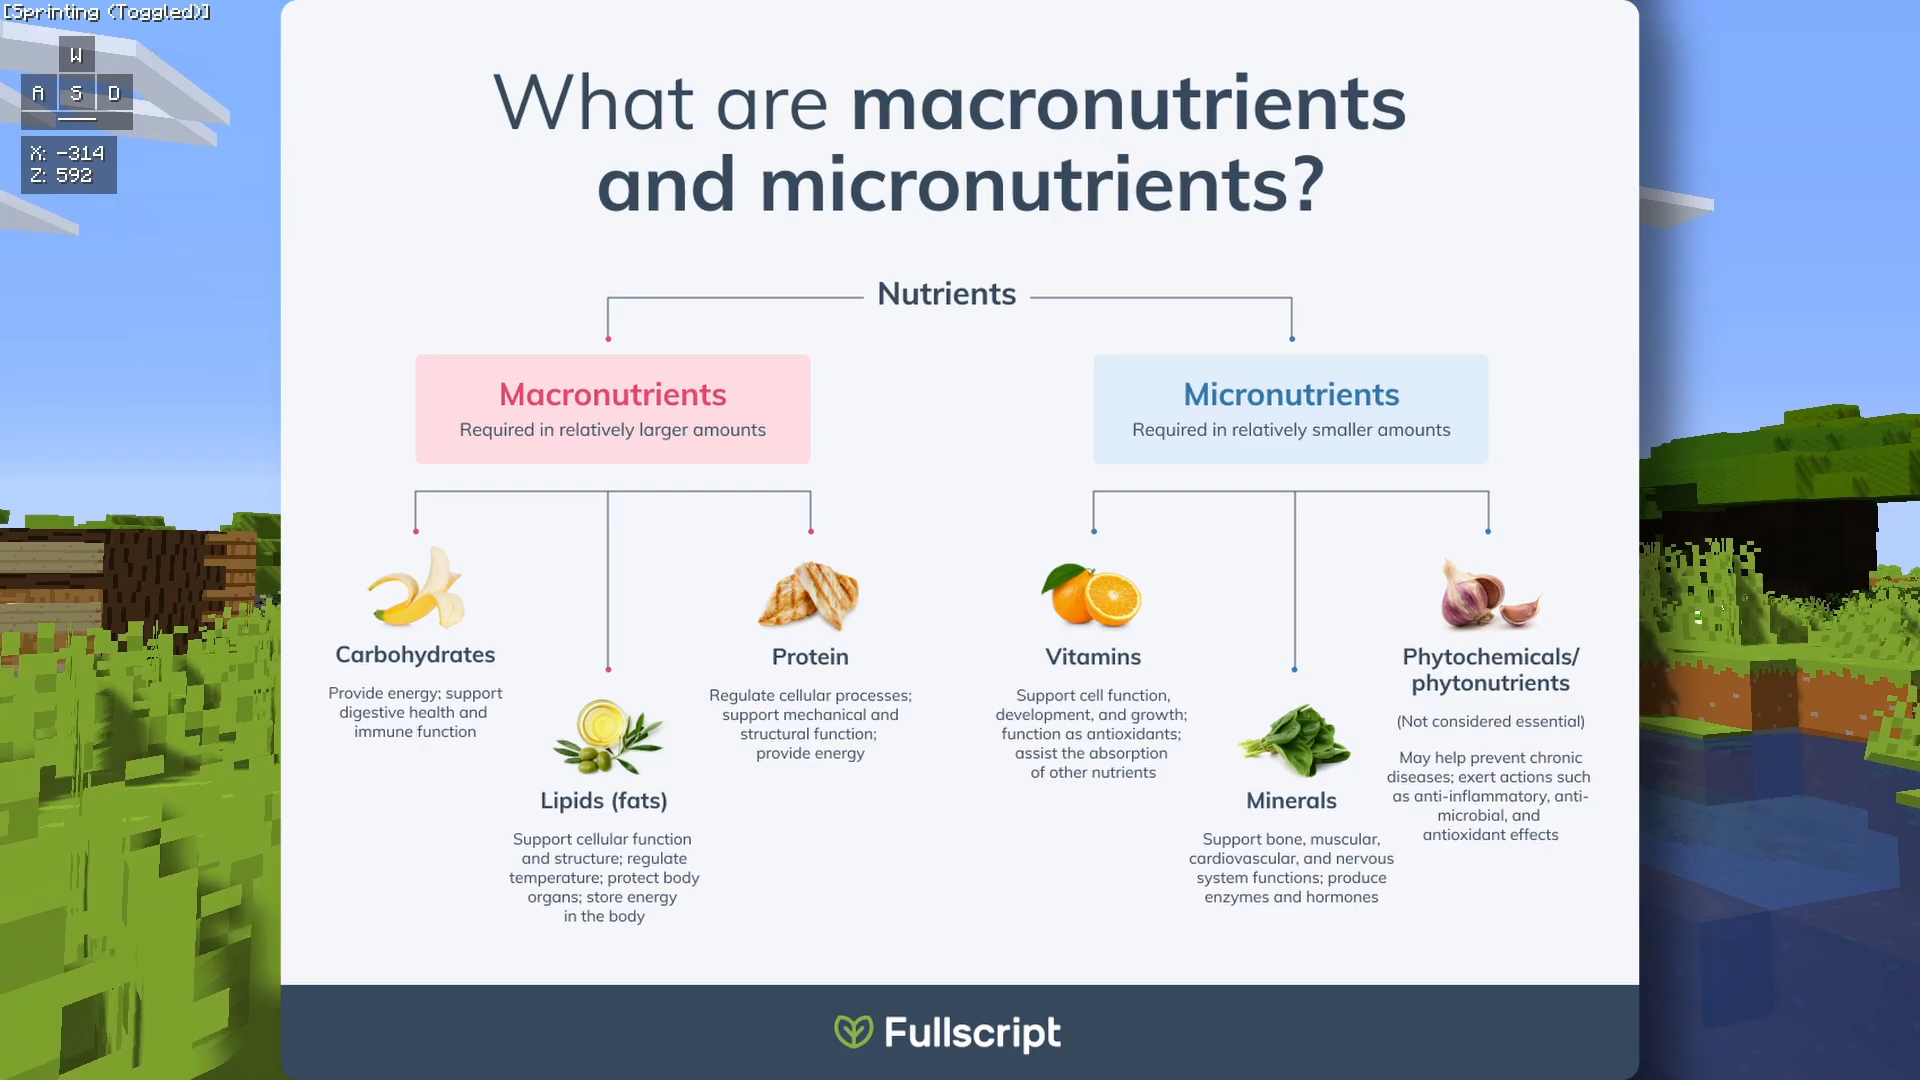 [Sprinting (Toggled)]
W
A S D
X: -314
Z: 592
What are macronutrients
and micronutrients?
Nutrients
Macronutrients
Required in relatively larger amounts
Micronutrients
Required in relatively smaller amounts
Carbohydrates
Provide energy; support
digestive health and
immune function
Lipids (fats)
Support cellular function
and structure; regulate
temperature; protect body
organs; store energy
in the body
Protein
Regulate cellular processes;
support mechanical and
structural function;
provide energy
Vitamins
Support cell function,
development, and growth;
function as antioxidants;
assist the absorption
of other nutrients
Minerals
Support bone, muscular,
cardiovascular, and nervous
system functions; produce
enzymes and hormones
Phytochemicals/
phytonutrients
(Not considered essential)
May help prevent chronic
diseases; exert actions such
as anti-inflammatory, anti-
microbial, and
antioxidant effects
Fullscript